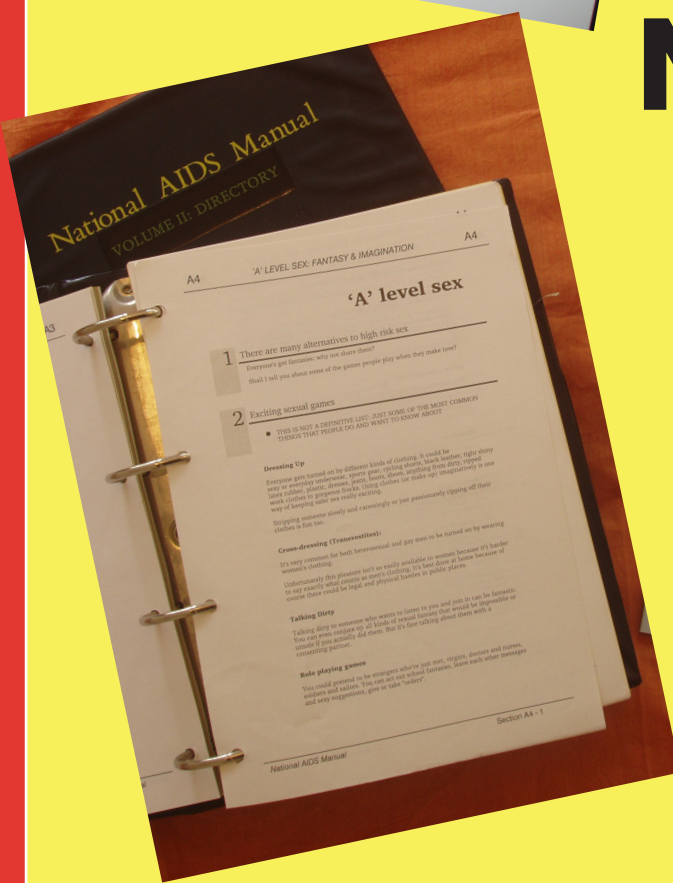 N
National AIDS Manual
VOLUME II: DIRECTORY
A3
A4
'A' LEVEL SEX: FANTASY & IMAGINATION
A4
'A' level sex
1 There are many alternatives to high risk sex
Everyone's got fantasies: why not share them?
Shall I tell you about some of the games people play when they make love?
2 Exciting sexual games
● THIS IS NOT A DEFINITIVE LIST: JUST SOME OF THE MOST COMMON
THINGS THAT PEOPLE DO AND WANT TO KNOW ABOUT
Dressing Up
Everyone gets turned on by different kinds of clothing. It could be
sexy or everyday underwear, sports gear, cycling shorts, black leather, tight shiny
latex rubber, plastic, dresses, jeans, boots, shoes, anything from dirty, ripped
work clothes to gorgeous frocks. Using clothes (or make up) imaginatively is one
way of keeping safer sex really exciting.
Stripping someone slowly and caressingly or just passionately ripping off their
clothes is fun too.
Cross-dressing (Transvestites):
It's very common for both heterosexual and gay men to be turned on by wearing
women's clothing.
Unfortunately this pleasure isn't so easily available to women because it's harder
to say exactly what counts as men's clothing. It's best done at home because of
course there could be legal and physical hassles in public places.
Talking Dirty
Talking dirty to someone who wants to listen to you and join in can be fantastic.
You can even conjure up all kinds of sexual fantasy that would be impossible or
unsafe if you actually did them. But it's fine talking about them with a
consenting partner.
Role playing games
You could pretend to be strangers who've just met, virgins, doctors and nurses,
soldiers and sailors. You can act out school fantasies, leave each other messages
and sexy suggestions, give or take "orders".
National AIDS Manual
Section A4 - 1